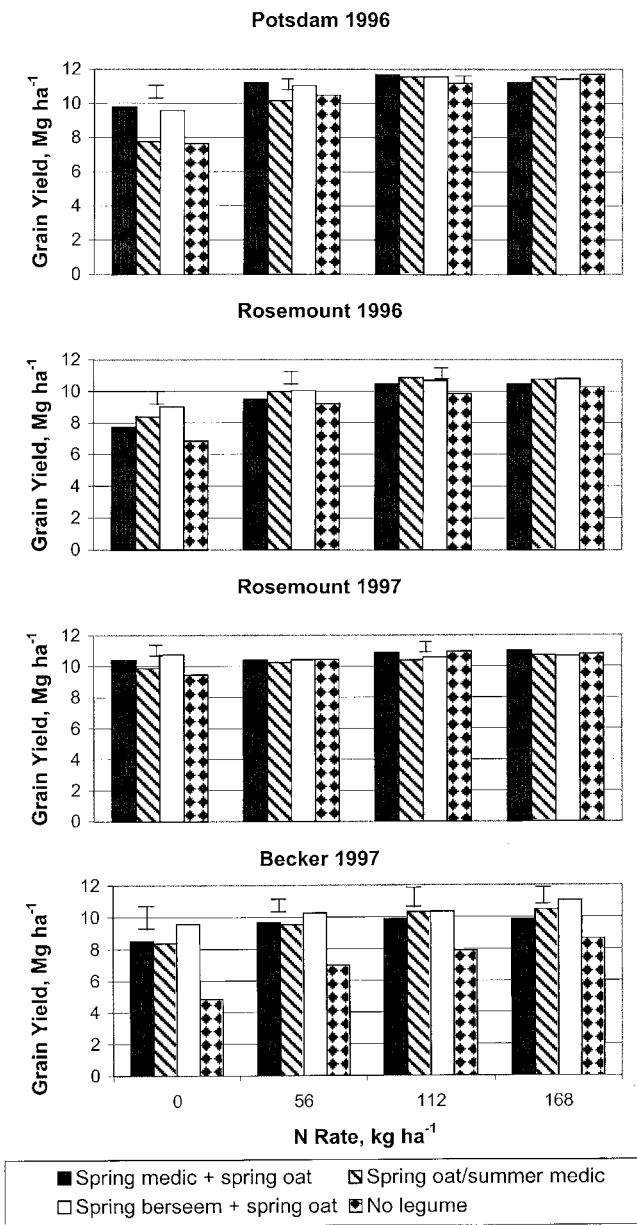 Potsdam 1996
Grain Yield, Mg ha-1
12
10
8
6
4
2
0
Rosemount 1996
Grain Yield, Mg ha-1
12
10
8
6
4
2
0
Rosemount 1997
Grain Yield, Mg ha-1
12
10
8
6
4
2
0
Becker 1997
Grain Yield, Mg ha-1
12
10
8
6
4
2
0
0 56 112 168
N Rate, kg ha-1
Spring medic + spring oat Spring oat/summer medic
Spring berseem + spring oat No legume